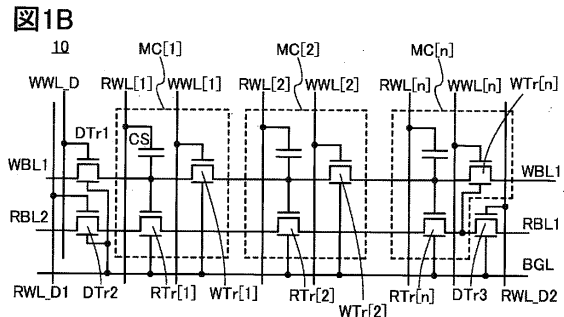 図1B
10
MC[1] MC[2] MC[n]
WWL_D RWL[1] WWL[1] RWL[2] WWL[2] RWL[n] WWL[n] WTr[n]
DTr1 CS
WBL1 WBL1
RBL2 RBL1
BGL
RWL_D1 DTr2 RTr[1] WTr[1] RTr[2] WTr[2] RTr[n] DTr3 RWL_D2